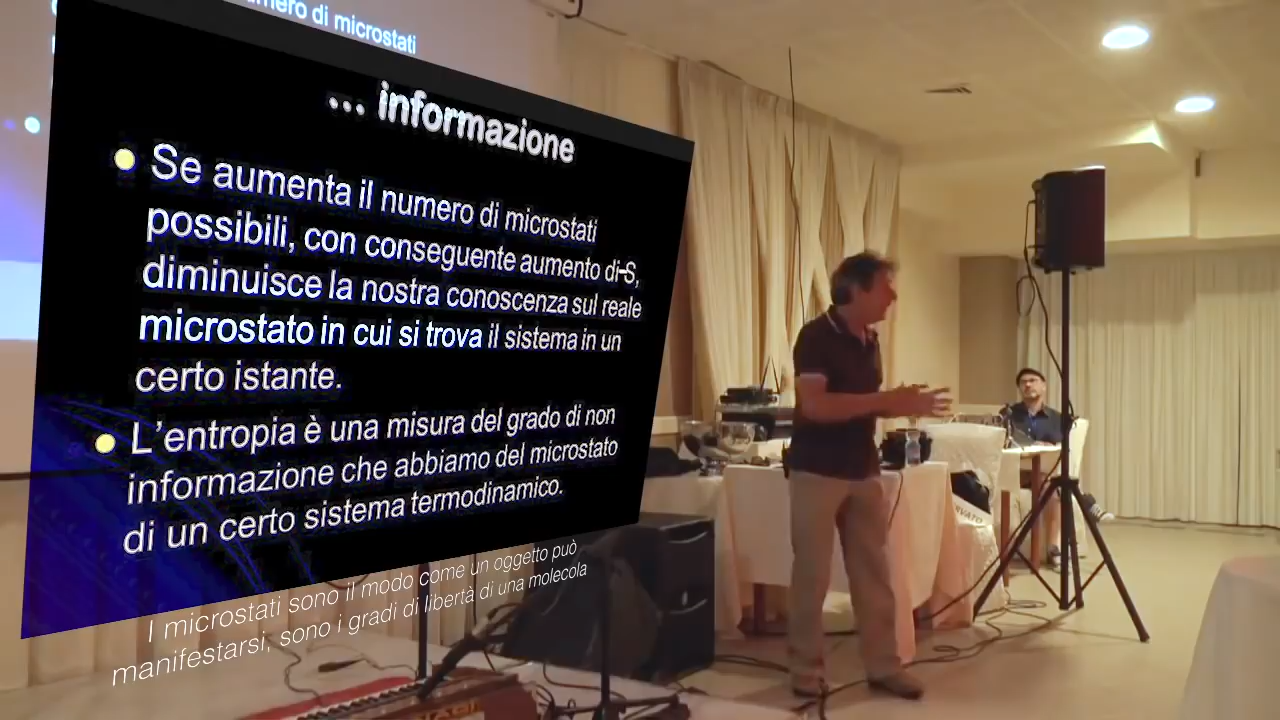 numero di microstati
... informazione
Se aumenta il numero di microstati
possibili, con conseguente aumento di S,
diminuisce la nostra conoscenza sul reale
microstato in cui si trova il sistema in un
certo istante.
L'entropia è una misura del grado di non
informazione che abbiamo del microstato
di un certo sistema termodinamico.
I microstati sono il modo come un oggetto può
manifestarsi, sono i gradi di libertà di una molecola